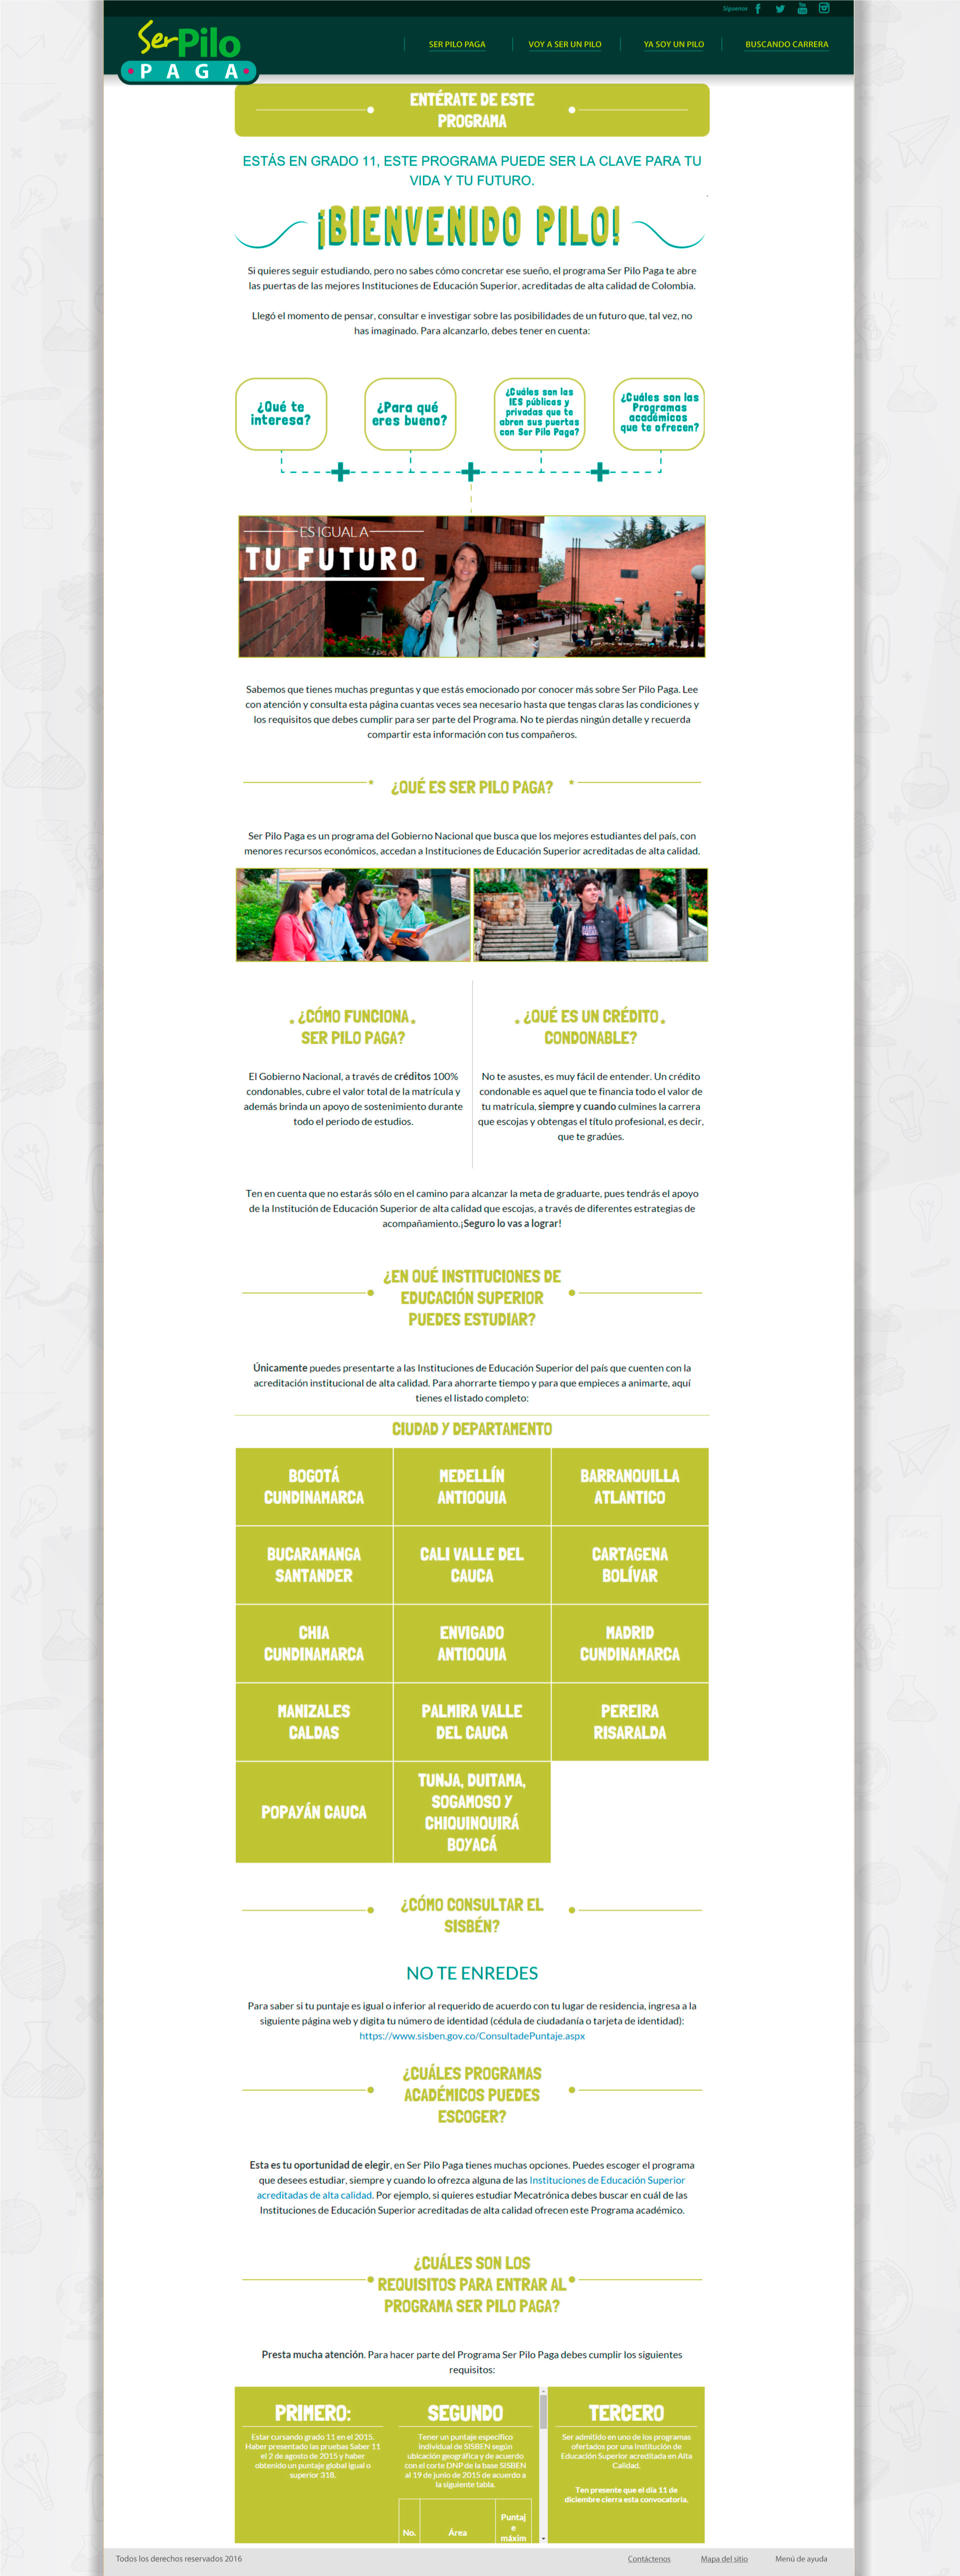 Síguenos
Ser Pilo
PAGA
SER PILO PAGA
VOY A SER UN PILO
YA SOY UN PILO
BUSCANDO CARRERA
ENTÉRATE DE ESTE
PROGRAMA
ESTÁS EN GRADO 11, ESTE PROGRAMA PUEDE SER LA CLAVE PARA TU
VIDA Y TU FUTURO.
¡BIENVENIDO PILO!
Si quieres seguir estudiando, pero no sabes cómo concretar ese sueño, el programa Ser Pilo Paga te abre
las puertas de las mejores Instituciones de Educación Superior, acreditadas de alta calidad de Colombia.
Llegó el momento de pensar, consultar e investigar sobre las posibilidades de un futuro que, tal vez, no
has imaginado. Para alcanzarlo, debes tener en cuenta:
¿Qué te
interesa?
¿Para qué
eres bueno?
¿Cuáles son las
IES públicas y
privadas que te
abren sus puertas
con Ser Pilo Paga?
¿Cuáles son las
Programas
académicos
que te ofrecen?
ES IGUAL A
TU FUTURO
Sabemos que tienes muchas preguntas y que estás emocionado por conocer más sobre Ser Pilo Paga. Lee
con atención y consulta esta página cuantas veces sea necesario hasta que tengas claras las condiciones y
los requisitos que debes cumplir para ser parte del Programa. No te pierdas ningún detalle y recuerda
compartir esta información con tus compañeros.
¿QUÉ ES SER PILO PAGA?
Ser Pilo Paga es un programa del Gobierno Nacional que busca que los mejores estudiantes del país, con
menores recursos económicos, accedan a Instituciones de Educación Superior acreditadas de alta calidad.
¿CÓMO FUNCIONA
SER PILO PAGA?
El Gobierno Nacional, a través de créditos 100%
condonables, cubre el valor total de la matrícula y
además brinda un apoyo de sostenimiento durante
todo el periodo de estudios.
¿QUÉ ES UN CRÉDITO
CONDONABLE?
No te asustes, es muy fácil de entender. Un crédito
condonable es aquel que te financia todo el valor de
tu matrícula, siempre y cuando culmines la carrera
que escojas y obtengas el título profesional, es decir,
que te gradúes.
Ten en cuenta que no estarás sólo en el camino para alcanzar la meta de graduarte, pues tendrás el apoyo
de la Institución de Educación Superior de alta calidad que escojas, a través de diferentes estrategias de
acompañamiento.¡Seguro lo vas a lograr!
¿EN QUÉ INSTITUCIONES DE
EDUCACIÓN SUPERIOR
PUEDES ESTUDIAR?
Únicamente puedes presentarte a las Instituciones de Educación Superior del país que cuenten con la
acreditación institucional de alta calidad. Para ahorrarte tiempo y para que empieces a animarte, aquí
tienes el listado completo:
CIUDAD Y DEPARTAMENTO
BOGOTÁ
CUNDINAMARCA
MEDELLÍN
ANTIOQUIA
BARRANQUILLA
ATLANTICO
BUCARAMANGA
SANTANDER
CALI VALLE DEL
CAUCA
CARTAGENA
BOLÍVAR
CHIA
CUNDINAMARCA
ENVIGADO
ANTIOQUIA
MADRID
CUNDINAMARCA
MANIZALES
CALDAS
PALMIRA VALLE
DEL CAUCA
PEREIRA
RISARALDA
POPAYÁN CAUCA
TUNJA, DUITAMA,
SOGAMOSO Y
CHIQUINQUIRÁ
BOYACÁ
¿CÓMO CONSULTAR EL
SISBÉN?
NO TE ENREDES
Para saber si tu puntaje es igual o inferior al requerido de acuerdo con tu lugar de residencia, ingresa a la
siguiente página web y digita tu número de identidad (cédula de ciudadanía o tarjeta de identidad):
https://www.sisben.gov.co/ConsultadePuntaje.aspx
¿CUÁLES PROGRAMAS
ACADÉMICOS PUEDES
ESCOGER?
Esta es tu oportunidad de elegir, en Ser Pilo Paga tienes muchas opciones. Puedes escoger el programa
que desees estudiar, siempre y cuando lo ofrezca alguna de las Instituciones de Educación Superior
acreditadas de alta calidad. Por ejemplo, si quieres estudiar Mecatrónica debes buscar en cuál de las
Instituciones de Educación Superior acreditadas de alta calidad ofrecen este Programa académico.
¿CUÁLES SON LOS
REQUISITOS PARA ENTRAR AL
PROGRAMA SER PILO PAGA?
Presta mucha atención. Para hacer parte del Programa Ser Pilo Paga debes cumplir los siguientes
requisitos:
PRIMERO:
Estar cursando grado 11 en el 2015.
Haber presentado las pruebas Saber 11
el 2 de agosto de 2015 y haber
obtenido un puntaje global igual o
superior 318.
SEGUNDO
Tener un puntaje específico
individual de SISBEN según
ubicación geográfica y de acuerdo
con el corte DNP de la base SISBEN
al 19 de junio de 2015 de acuerdo a
la siguiente tabla.
No.
Área
Puntaj
e
máxim
TERCERO
Ser admitido en uno de los programas
ofertados por una institución de
Educación Superior acreditada en Alta
Calidad.
Ten presente que el día 11 de
diciembre cierra esta convocatoria.
Todos los derechos reservados 2016
Contáctenos
Mapa del sitio
Menú de ayuda